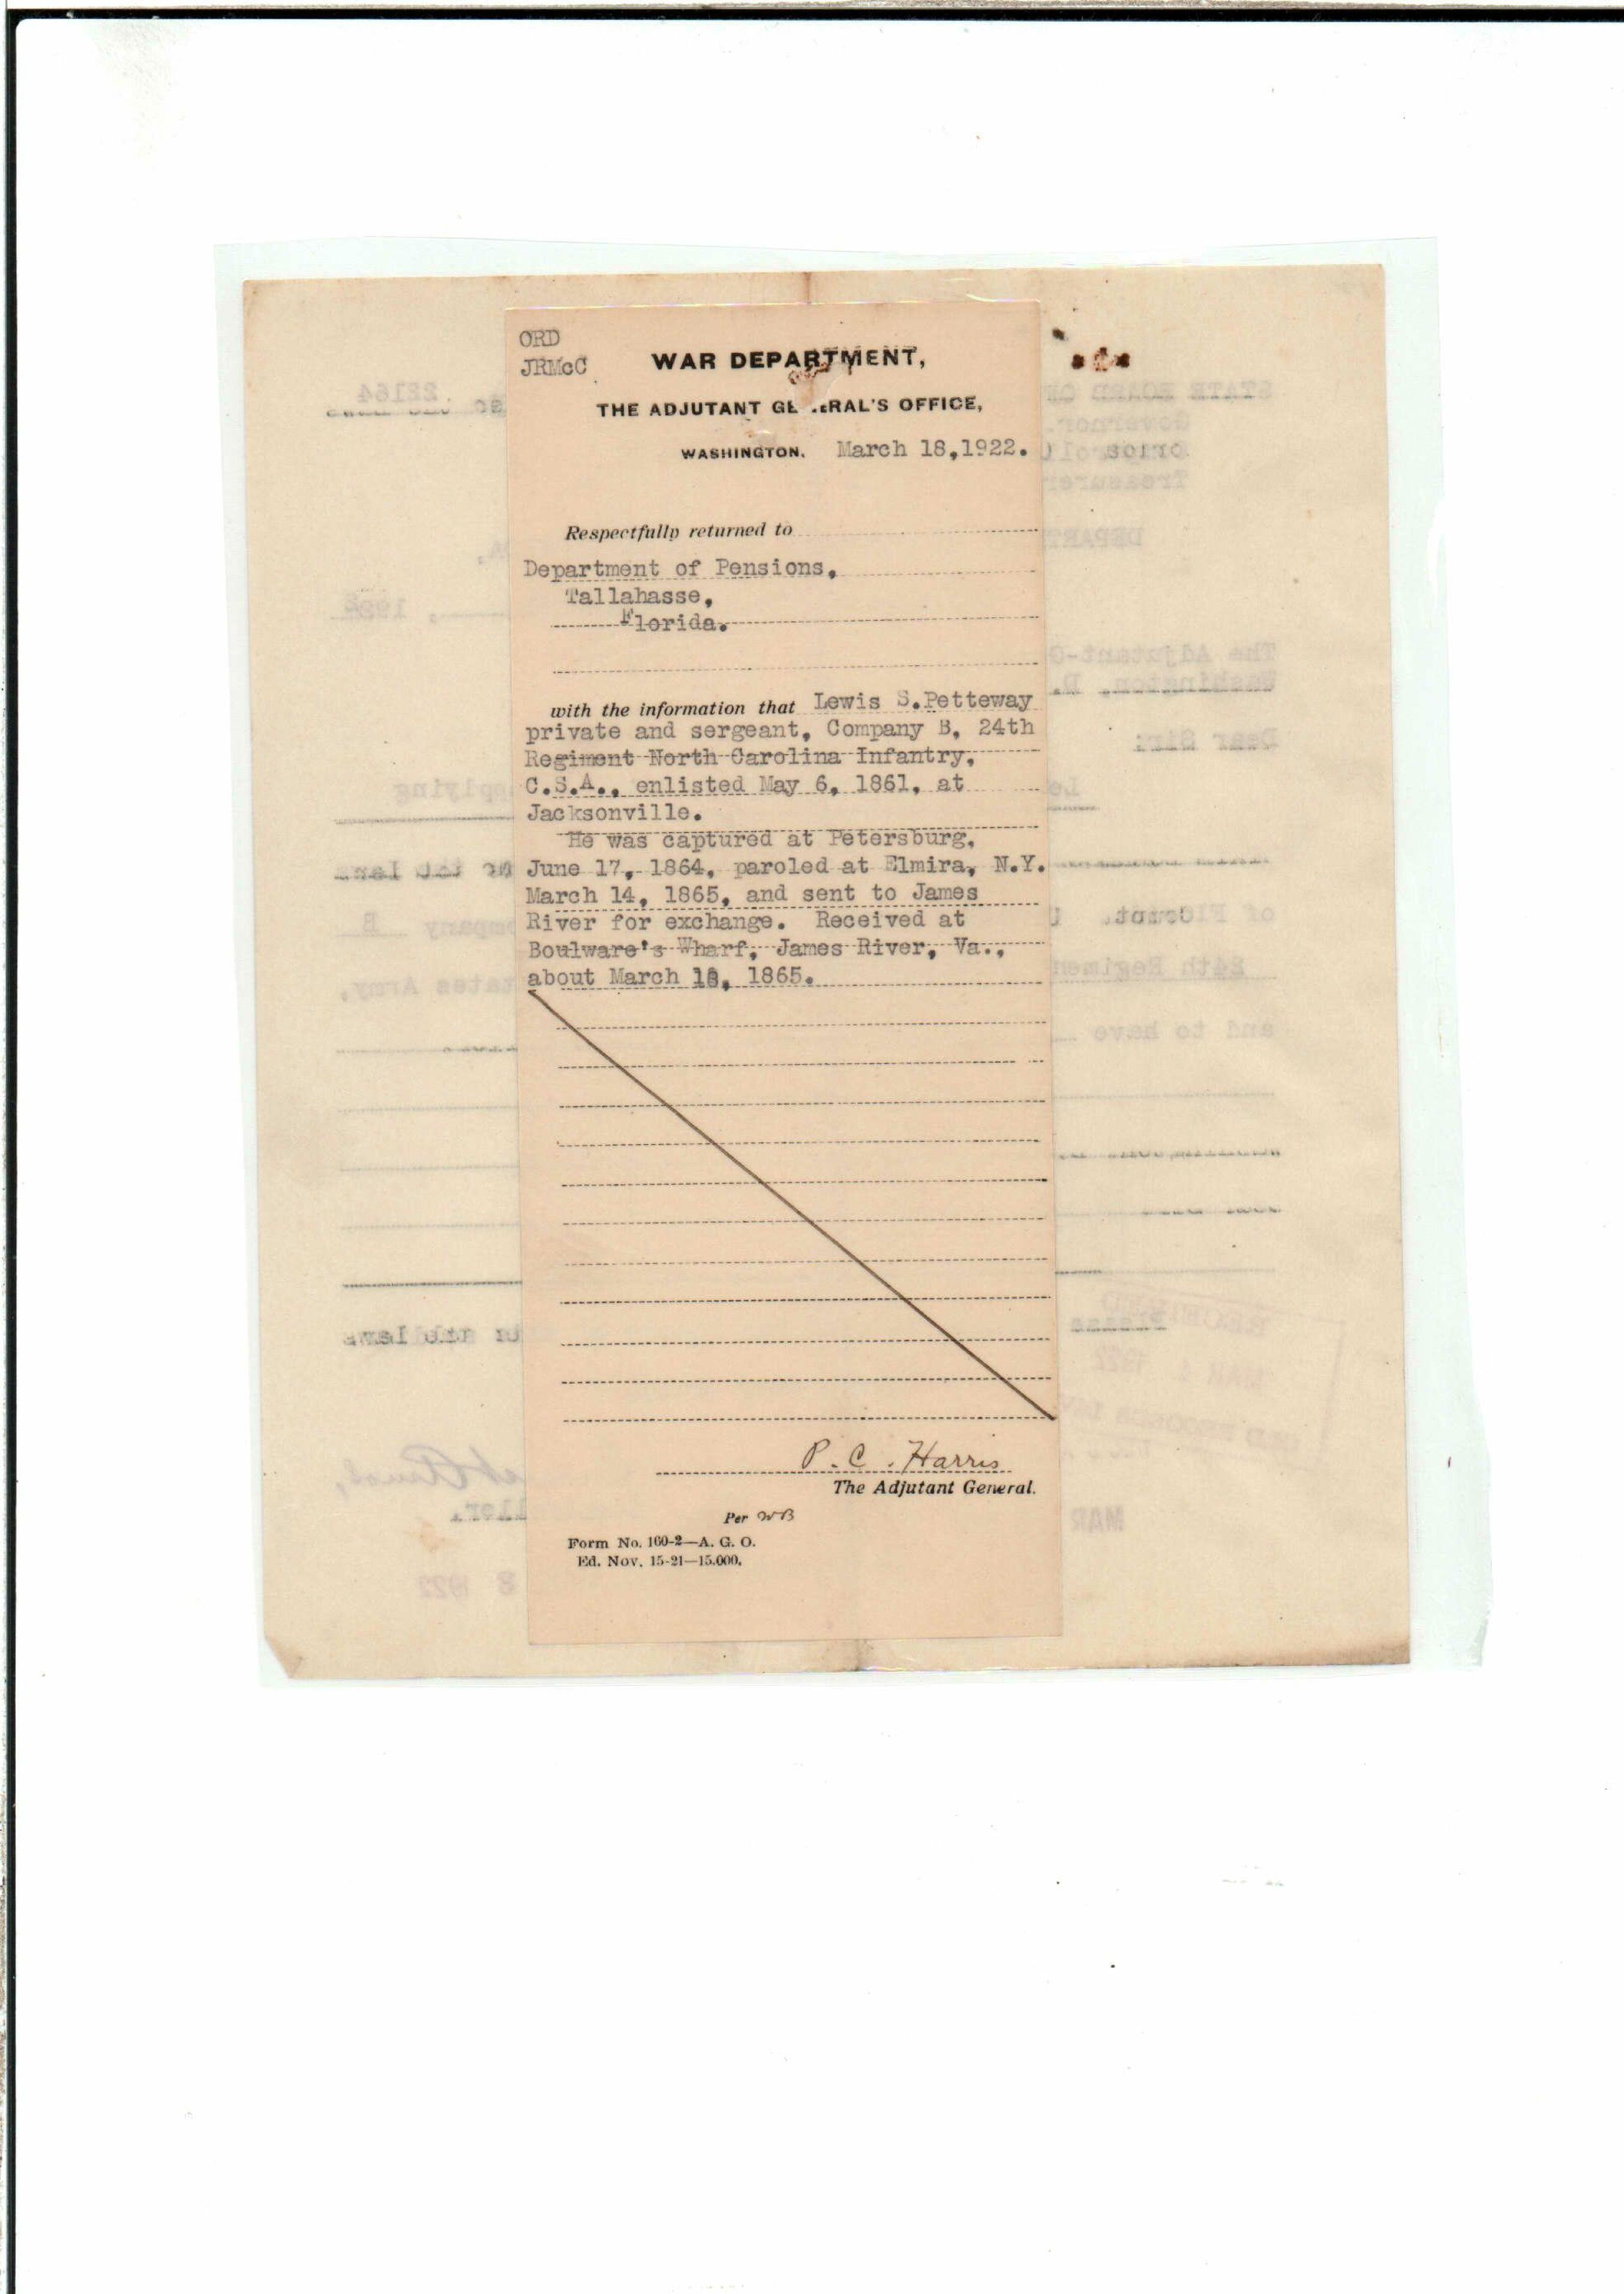 ORD
JRMcC
WAR DEPARTMENT,
THE ADJUTANT GENERAL'S OFFICE,
WASHINGTON. March 18,1922.
Respectfully returned to
Department of Pensions,
Tallahasse,
Florida.
with the information that Lewis S.Petteway
private and sergeant, Company B, 24th
Regiment North Carolina Infantry,
C.S.A., enlisted May 6, 1861, at
Jacksonville.
He was captured at Petersburg,
June 17, 1864, paroled at Elmira, N.Y.
March 14, 1865, and sent to James
River for exchange. Received at
Boulware's Wharf, James River, Va.,
about March 18, 1865.
P. C. Harris
The Adjutant General.
Per WB
Form No. 160-2—A. G. O.
Ed. Nov. 15-21—15,000.